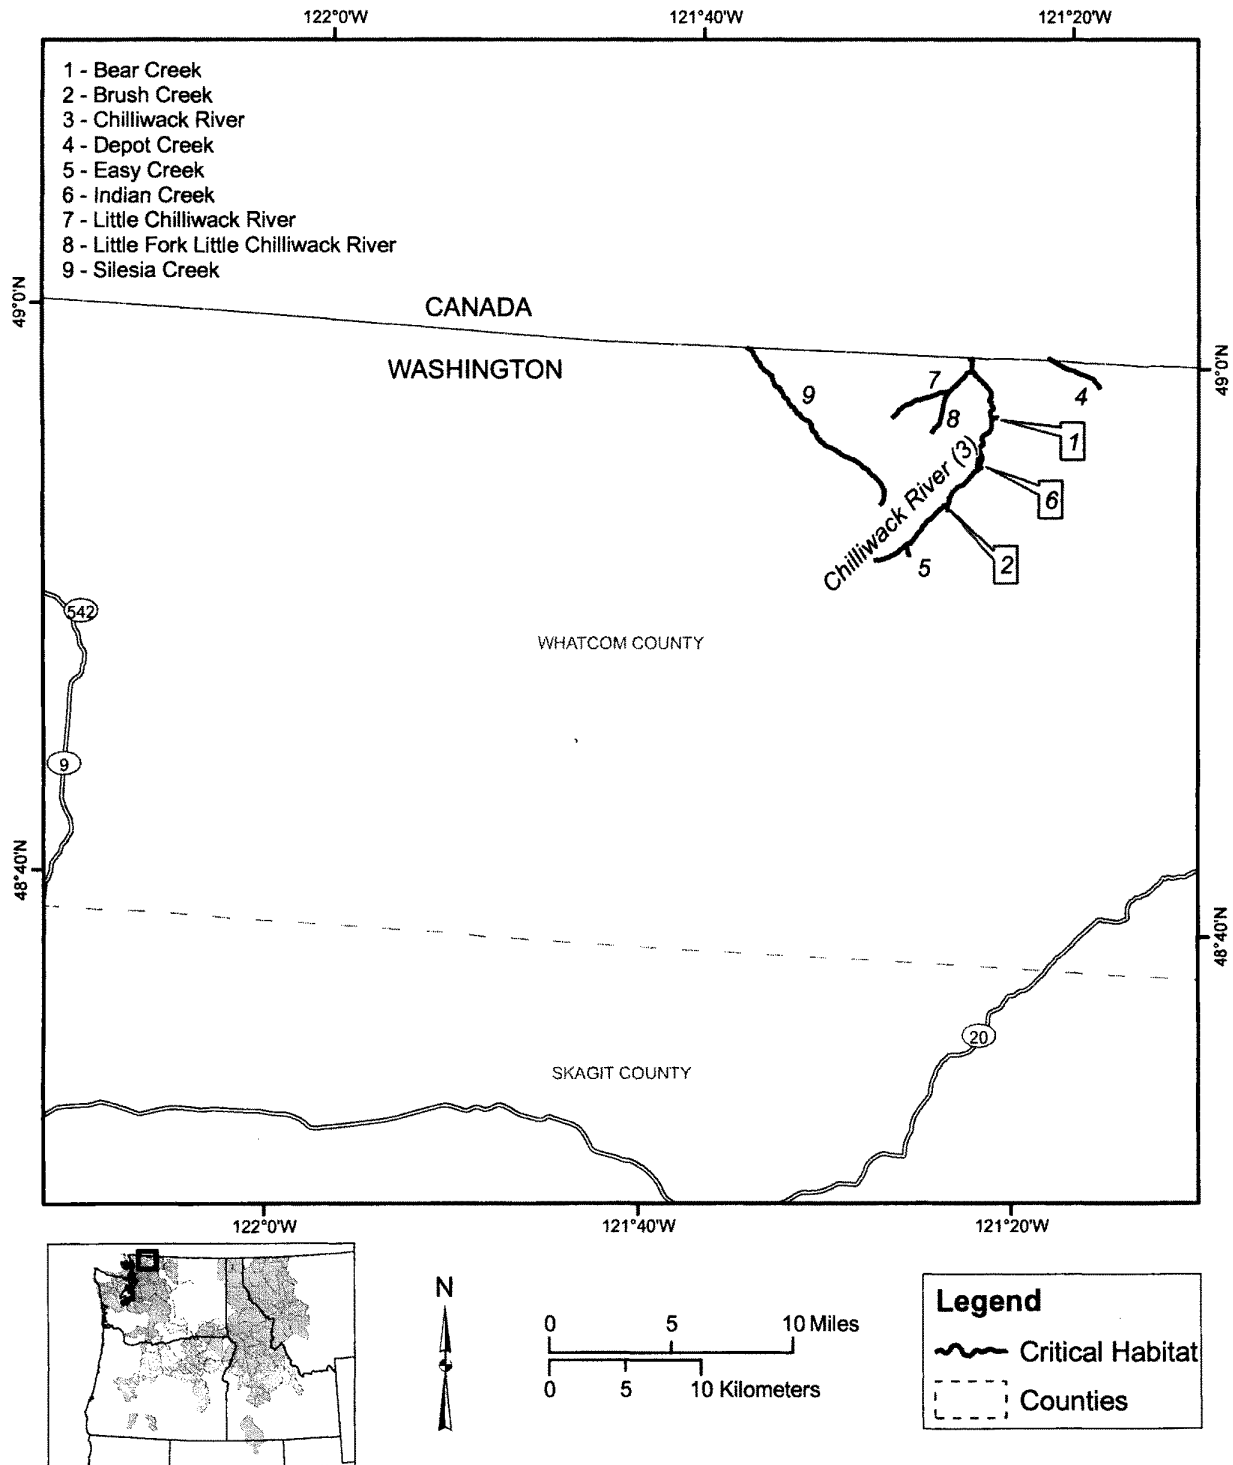 122°0'W 121°40'W 121°20'W
1 - Bear Creek
2 - Brush Creek
3 - Chilliwack River
4 - Depot Creek
5 - Easy Creek
6 - Indian Creek
7 - Little Chilliwack River
8 - Little Fork Little Chilliwack River
9 - Silesia Creek
49°0'N
CANADA
WASHINGTON
49°0'N
9
7
8
4
1
Chilliwack River (3)
6
2
5
542
WHATCOM COUNTY
9
48°40'N
48°40'N
20
SKAGIT COUNTY
122°0'W 121°40'W 121°20'W
N
0 5 10 Miles
0 5 10 Kilometers
Legend
Critical Habitat
Counties